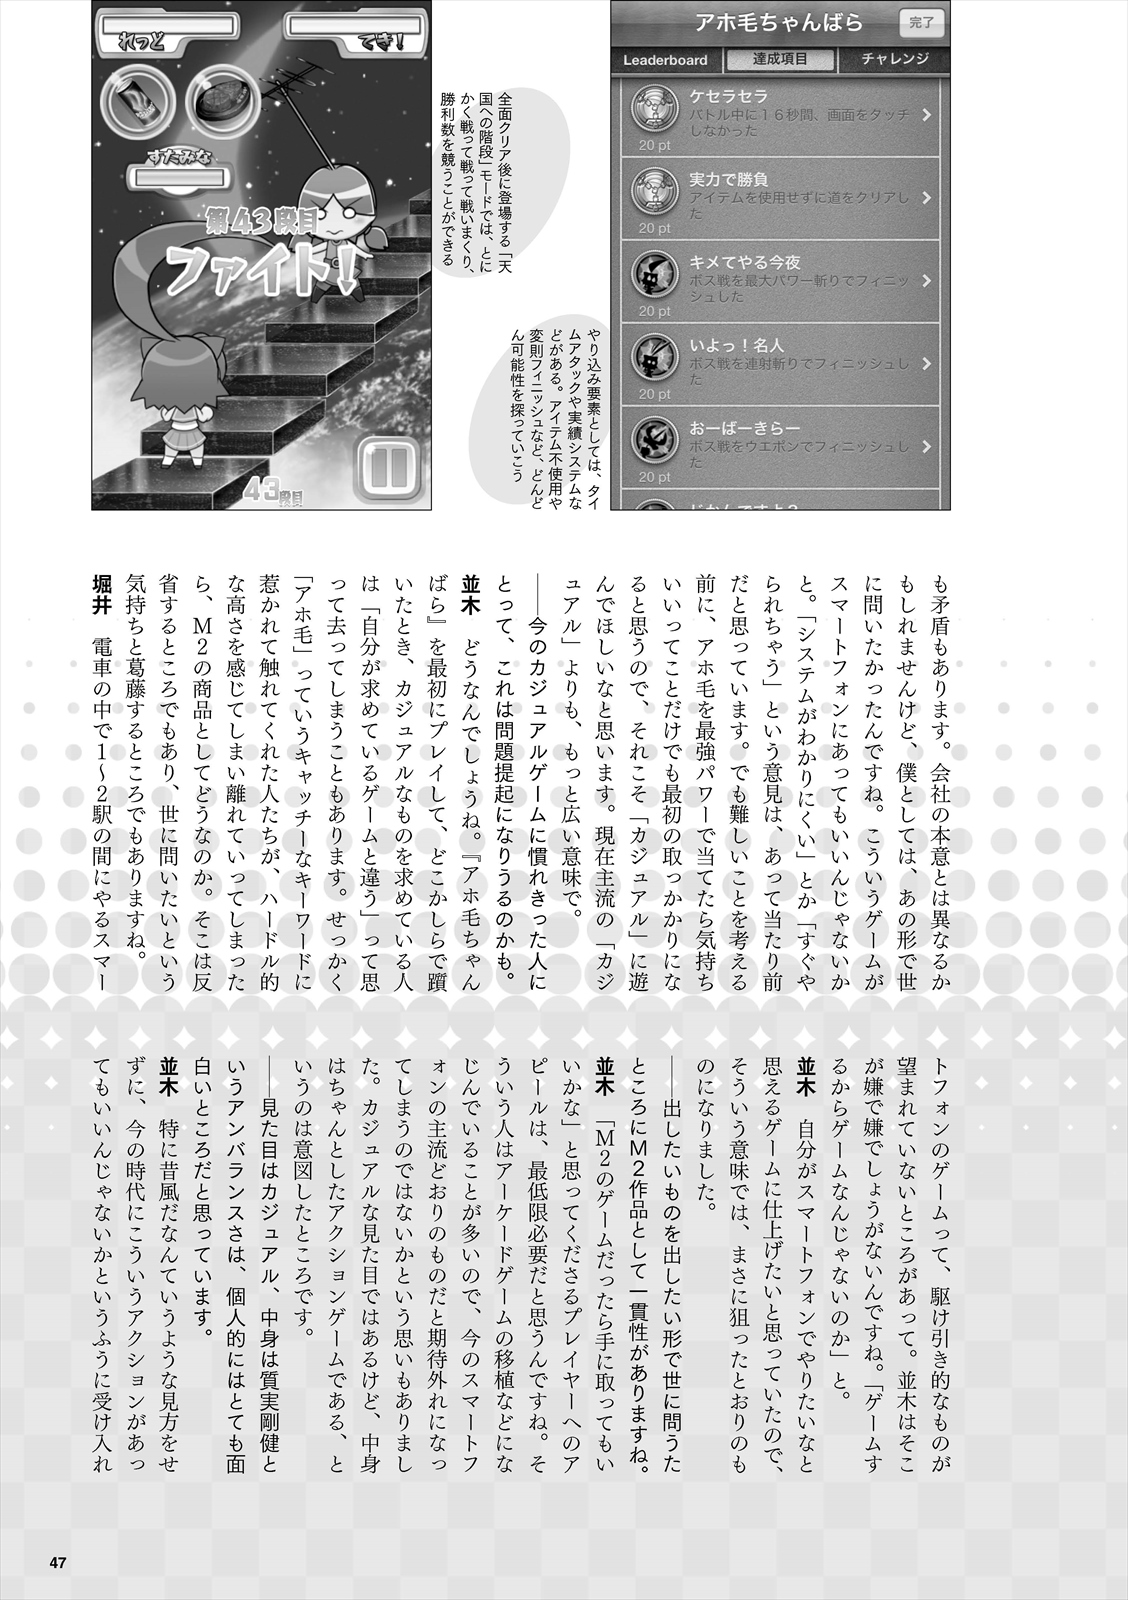 れっど
てき！
すたみな
第43段目
ファイト！
43段目
全面クリア後に登場する「天
国への階段」モードでは、とに
かく戦って戦って戦いまくり、
勝利数を競うことができる
アホ毛ちゃんばら
完了
Leaderboard
達成項目
チャレンジ
ケセラセラ
バトル中に１６秒間、画面をタッチ
しなかった
20 pt
実力で勝負
アイテムを使用せずに道をクリアし
た
20 pt
キメてやる今夜
ボス戦を最大パワー斬りでフィニッ
シュした
20 pt
いよっ！名人
ボス戦を連射斬りでフィニッシュし
た
20 pt
おーばーきらー
ボス戦をウエポンでフィニッシュし
た
20 pt
じかんですよ？
やり込み要素としては、タイ
ムアタックや実績システムな
どがある。アイテム不使用や
変則フィニッシュなど、どんど
ん可能性を探っていこう
も矛盾もあります。会社の本意とは異なるか
もしれませんけど、僕としては、あの形で世
に問いたかったんですね。こういうゲームが
スマートフォンにあってもいいんじゃないか
と。「システムがわかりにくい」とか「すぐや
られちゃう」という意見は、あって当たり前
だと思っています。でも難しいことを考える
前に、アホ毛を最強パワーで当てたら気持ち
いいってことだけでも最初の取っかかりにな
ると思うので、それこそ「カジュアル」に遊
んでほしいなと思います。現在主流の「カジ
ュアル」よりも、もっと広い意味で。
――今のカジュアルゲームに慣れきった人に
とって、これは問題提起になりうるのかも。
並木　どうなんでしょうね。『アホ毛ちゃん
ばら』を最初にプレイして、どこかしらで躓
いたとき、カジュアルなものを求めている人
は「自分が求めているゲームと違う」って思
って去ってしまうこともあります。せっかく
「アホ毛」っていうキャッチーなキーワードに
惹かれて触れてくれた人たちが、ハードル的
な高さを感じてしまい離れていってしまった
ら、Ｍ２の商品としてどうなのか。そこは反
省するところでもあり、世に問いたいという
気持ちと葛藤するところでもありますね。
堀井　電車の中で１～２駅の間にやるスマー
トフォンのゲームって、駆け引き的なものが
望まれていないところがあって。並木はそこ
が嫌で嫌でしょうがないんですね。「ゲームす
るからゲームなんじゃないのか」と。
並木　自分がスマートフォンでやりたいなと
思えるゲームに仕上げたいと思っていたので、
そういう意味では、まさに狙ったとおりのも
のになりました。
――出したいものを出したい形で世に問うた
ところにＭ２作品として一貫性がありますね。
並木　「Ｍ２のゲームだったら手に取ってもい
いかな」と思ってくださるプレイヤーへのア
ピールは、最低限必要だと思うんですね。そ
ういう人はアーケードゲームの移植などにな
じんでいることが多いので、今のスマートフ
ォンの主流どおりのものだと期待外れになっ
てしまうのではないかという思いもありまし
た。カジュアルな見た目ではあるけど、中身
はちゃんとしたアクションゲームである、と
いうのは意図したところです。
――見た目はカジュアル、中身は質実剛健と
いうアンバランスさは、個人的にはとても面
白いところだと思っています。
並木　特に昔風だなんていうような見方をせ
ずに、今の時代にこういうアクションがあっ
てもいいんじゃないかというふうに受け入れ
47